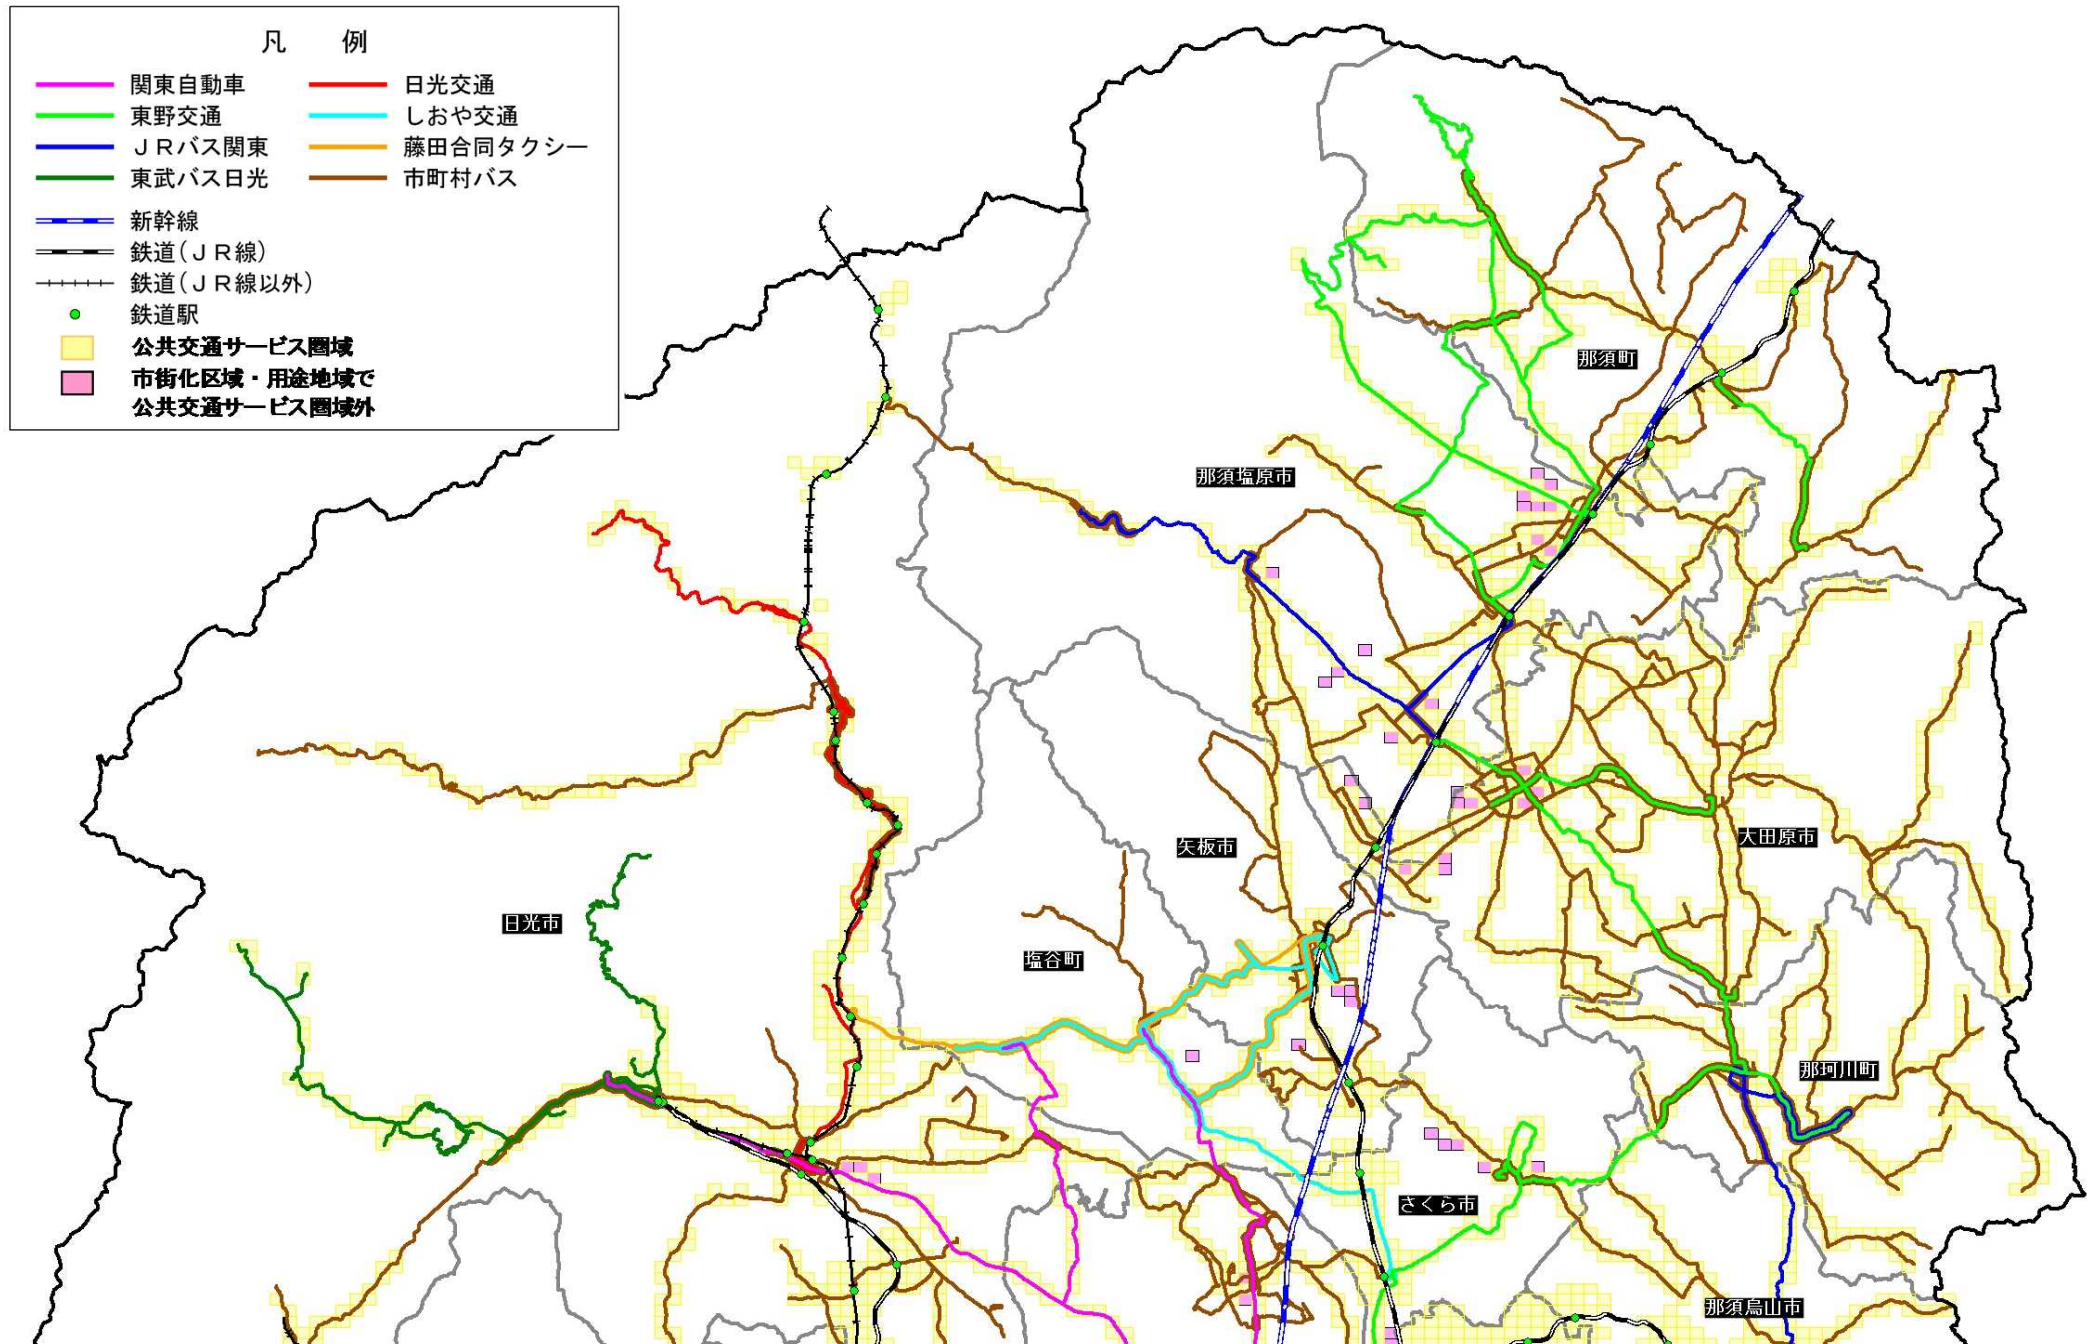 凡　例
関東自動車
東野交通
ＪＲバス関東
東武バス日光
日光交通
しおや交通
藤田合同タクシー
市町村バス
新幹線
鉄道(ＪＲ線)
鉄道(ＪＲ線以外)
鉄道駅
公共交通サービス圏域
市街化区域・用途地域で
公共交通サービス圏域外
那須町
那須塩原市
大田原市
矢板市
日光市
塩谷町
那珂川町
さくら市
那須烏山市